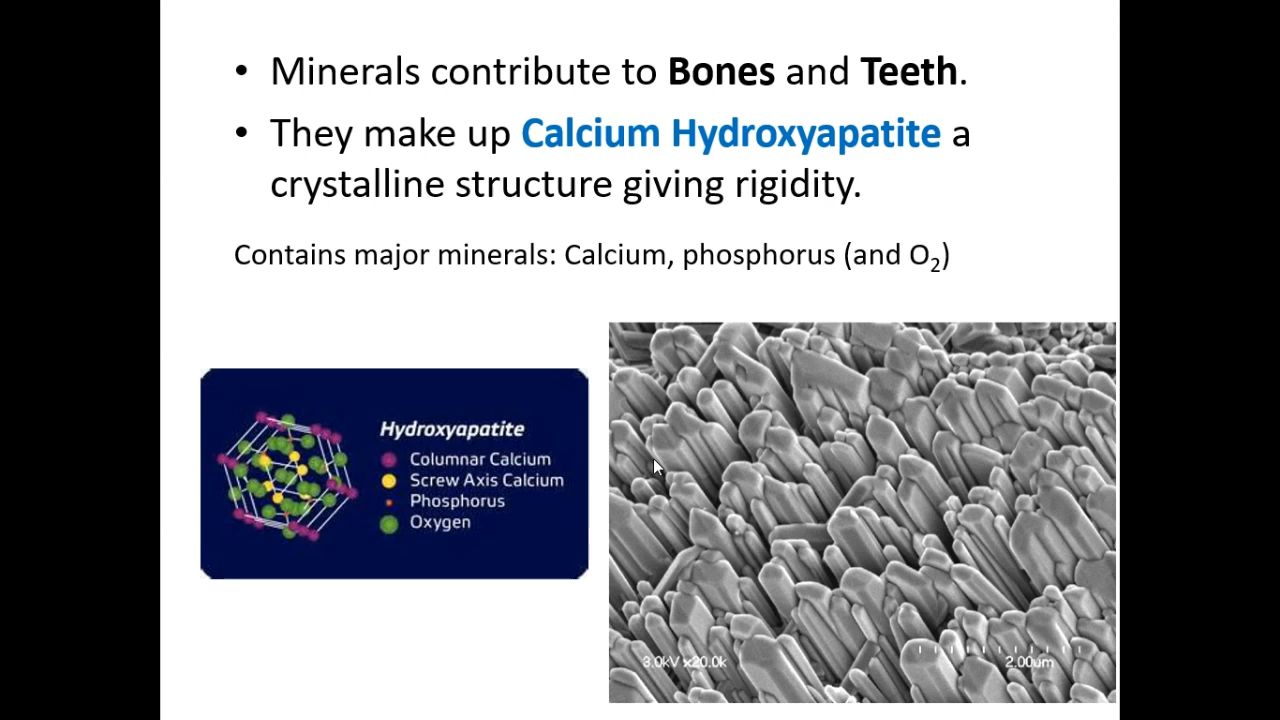 • Minerals contribute to Bones and Teeth.
• They make up Calcium Hydroxyapatite a
crystalline structure giving rigidity.
Contains major minerals: Calcium, phosphorus (and O₂)
Hydroxyapatite
Columnar Calcium
Screw Axis Calcium
Phosphorus
Oxygen
3.0kV x20.0k 2.00um